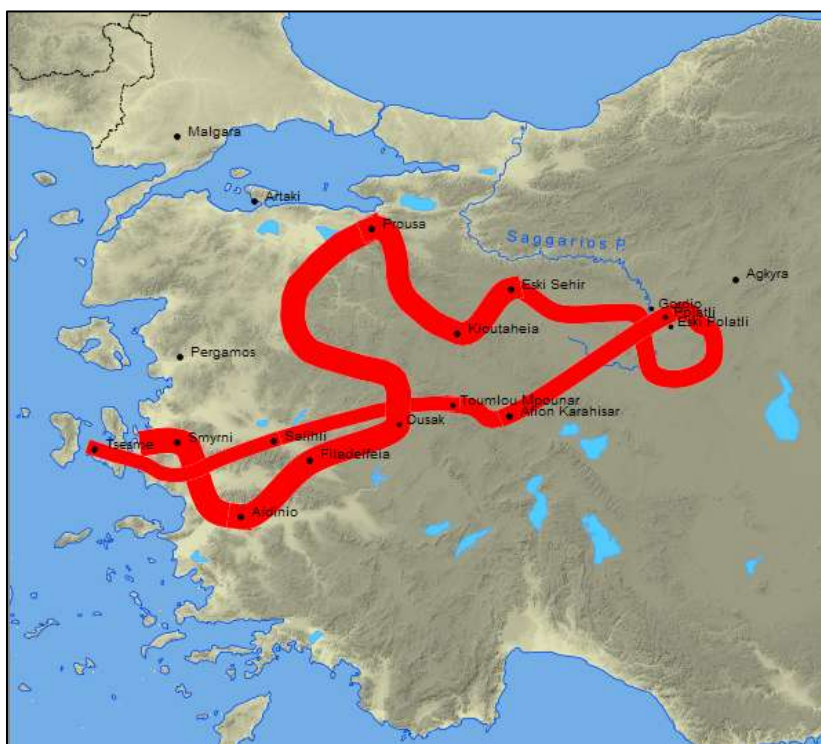 Malgara
Artaki
Prousa
Saggarios P.
Eski Sehir
Agkyra
Gordio
Polatli
Eski Polatli
Kioutaheia
Pergamos
Toumlou Mpounar
Afion Karahisar
Ousak
Smyrni
Salihli
Tsesme
Filadelfeia
Aidinio